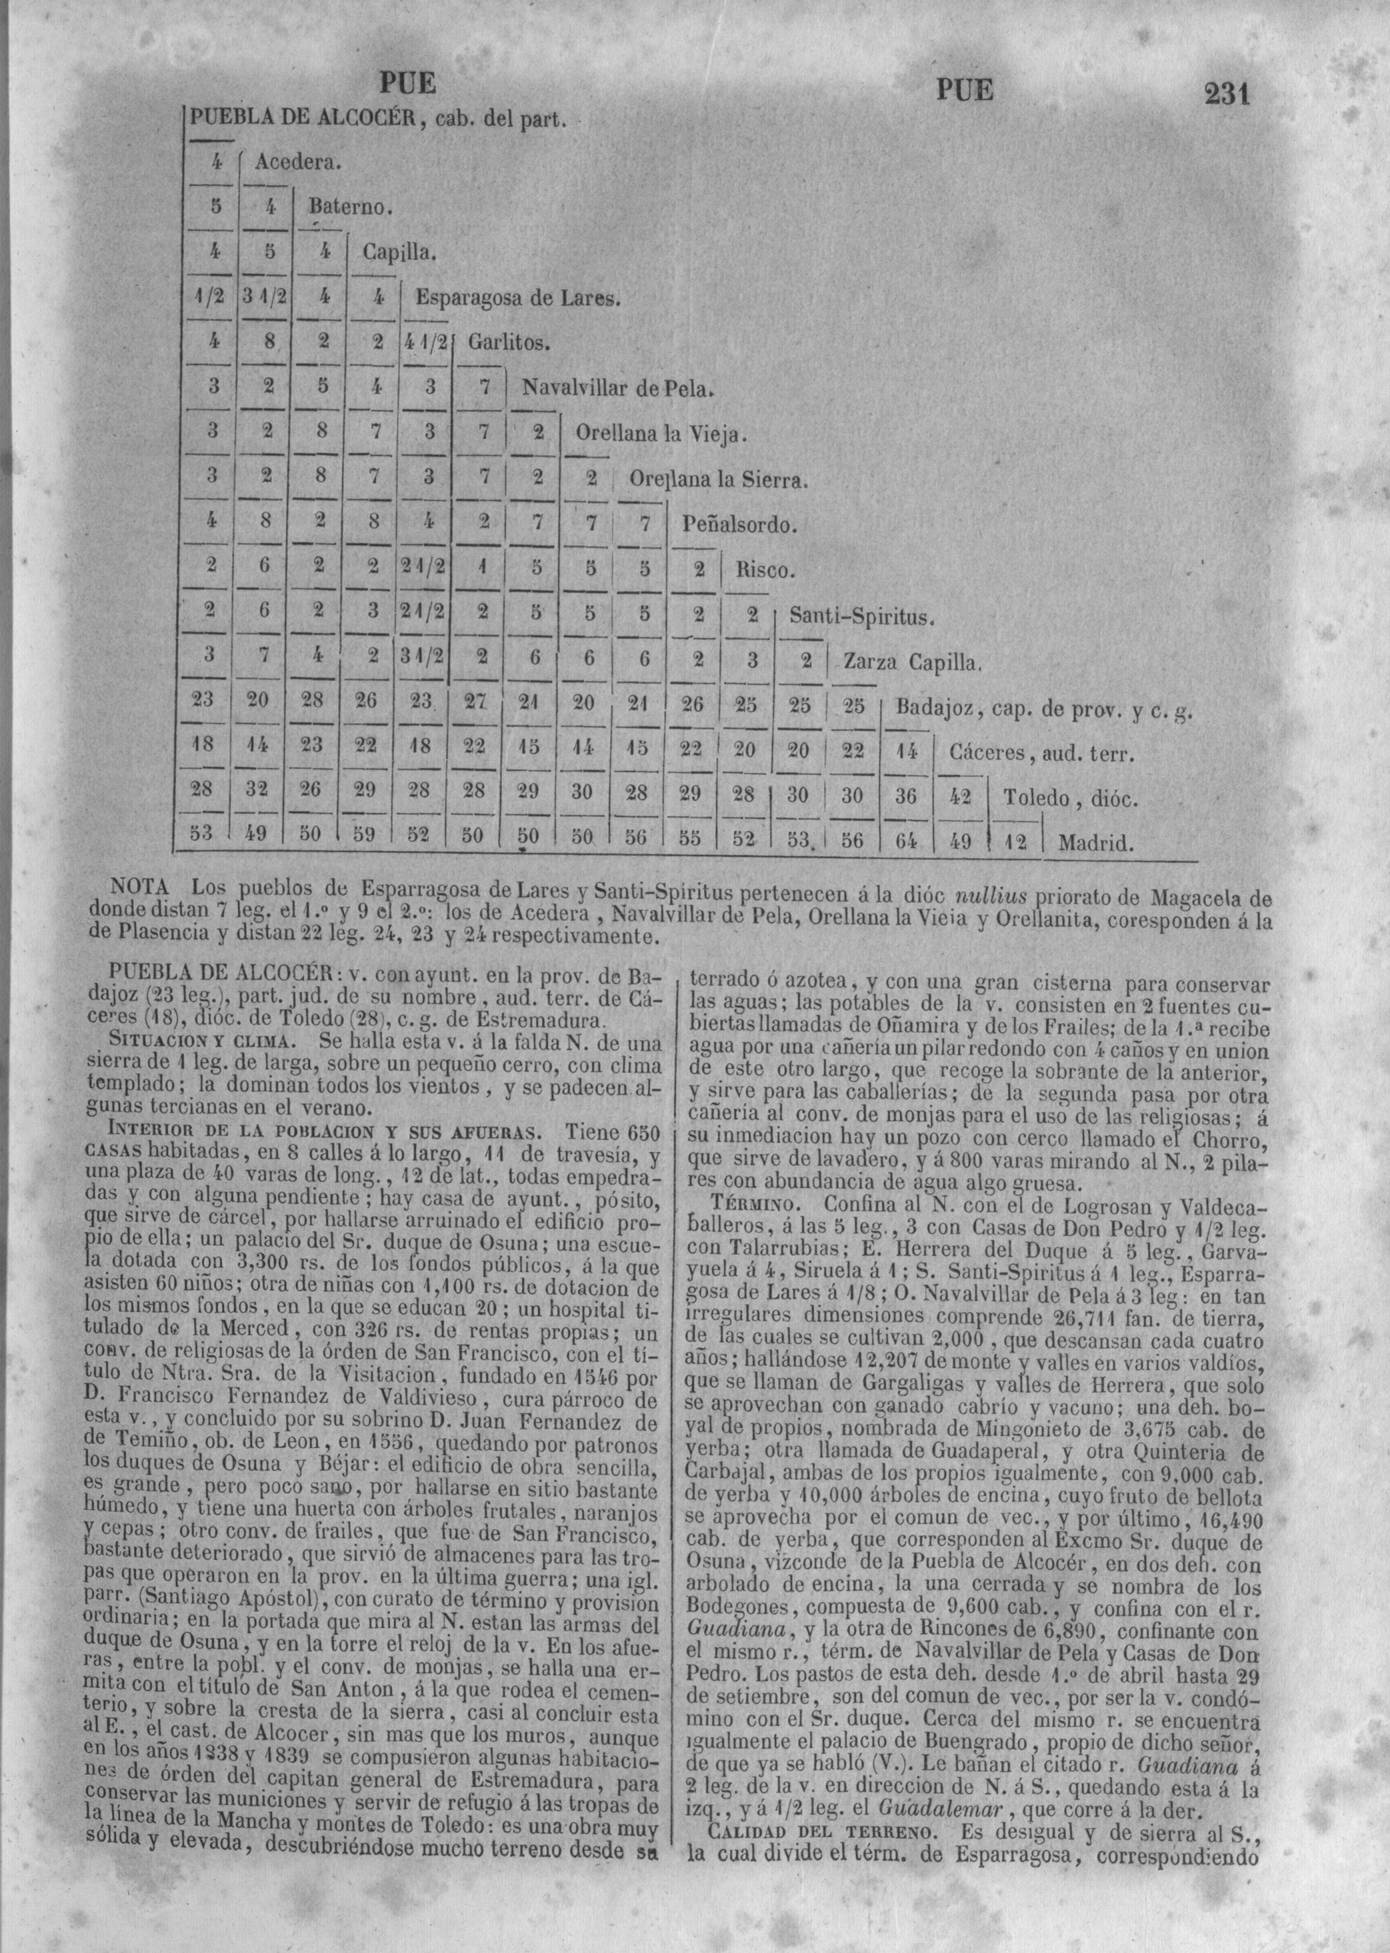 PUE
PUE
231
PUEBLA DE ALCOCÉR, cab. del part.
4 Acedera.
5 4 Baterno.
4 5 4 Capilla.
1/2 3 1/2 4 4 Esparagosa de Lares.
4 8 2 2 4 1/2 Garlitos.
3 2 5 4 3 7 Navalvillar de Pela.
3 2 8 7 3 7 2 Orellana la Vieja.
3 2 8 7 3 7 2 2 Orellana la Sierra.
4 8 2 8 4 2 7 7 7 Peñalsordo.
2 6 2 2 2 1/2 1 5 5 5 2 Risco.
2 6 2 3 2 1/2 2 5 5 5 2 2 Santi-Spiritus.
3 7 4 2 3 1/2 2 6 6 6 2 3 2 Zarza Capilla.
23 20 28 26 23 27 21 20 21 26 25 25 25 Badajoz, cap. de prov. y c. g.
18 14 23 22 18 22 15 14 15 22 20 20 22 14 Cáceres, aud. terr.
28 32 26 29 28 28 29 30 28 29 28 30 30 36 42 Toledo, dióc.
53 49 50 59 52 50 50 50 56 55 52 53 56 64 49 12 Madrid.
NOTA Los pueblos de Esparragosa de Lares y Santi-Spíritus pertenecen á la dióc nullius priorato de Magacela de
donde distan 7 leg. el 1.º y 9 el 2.º: los de Acedera, Navalvillar de Pela, Orellana la Vieia y Orellanita, coresponden á la
de Plasencia y distan 22 leg. 24, 23 y 24 respectivamente.
PUEBLA DE ALCOCÉR: v. con ayunt. en la prov. de Ba-
dajoz (23 leg.), part. jud. de su nombre, aud. terr. de Cá-
ceres (18), dióc. de Toledo (28), c. g. de Estremadura.
SITUACION Y CLIMA. Se halla esta v. á la falda N. de una
sierra de 1 leg. de larga, sobre un pequeño cerro, con clima
templado; la dominan todos los vientos, y se padecen al-
gunas tercianas en el verano.
INTERIOR DE LA POBLACION Y SUS AFUERAS. Tiene 650
CASAS habitadas, en 8 calles á lo largo, 11 de travesía, y
una plaza de 40 varas de long., 12 de lat., todas empedra-
das y con alguna pendiente; hay casa de ayunt., pósito,
que sirve de cárcel, por hallarse arruinado el edificio pro-
pio de ella; un palacio del Sr. duque de Osuna; una escue-
la dotada con 3,300 rs. de los fondos públicos, á la que
asisten 60 niños; otra de niñas con 1,100 rs. de dotacion de
los mismos fondos, en la que se educan 20; un hospital ti-
tulado de la Merced, con 326 rs. de rentas propias; un
conv. de religiosas de la órden de San Francisco, con el tí-
tulo de Ntra. Sra. de la Visitacion, fundado en 1546 por
D. Francisco Fernandez de Valdivieso, cura párroco de
esta v., y concluido por su sobrino D. Juan Fernandez de
de Temiño, ob. de Leon, en 1556, quedando por patronos
los duques de Osuna y Béjar: el edificio de obra sencilla,
es grande, pero poco sano, por hallarse en sitio bastante
húmedo, y tiene una huerta con árboles frutales, naranjos
y cepas; otro conv. de frailes, que fue de San Francisco,
bastante deteriorado, que sirvió de almacenes para las tro-
pas que operaron en la prov. en la última guerra; una igl.
parr. (Santiago Apóstol), con curato de término y provision
ordinaria; en la portada que mira al N. estan las armas del
duque de Osuna, y en la torre el reloj de la v. En los afue-
ras, entre la pobl. y el conv. de monjas, se halla una er-
mita con el título de San Anton, á la que rodea el cemen-
terio, y sobre la cresta de la sierra, casi al concluir esta
al E., el cast. de Alcocer, sin mas que los muros, aunque
en los años 1838 y 1839 se compusieron algunas habitacio-
nes de órden del capitan general de Estremadura, para
conservar las municiones y servir de refugio á las tropas de
la línea de la Mancha y montes de Toledo: es una obra muy
sólida y elevada, descubriéndose mucho terreno desde su
terrado ó azotea, y con una gran cisterna para conservar
las aguas; las potables de la v. consisten en 2 fuentes cu-
biertas llamadas de Oñamira y de los Frailes; de la 1.ª recibe
agua por una cañería un pilar redondo con 4 caños y en union
de este otro largo, que recoge la sobrante de la anterior,
y sirve para las caballerías; de la segunda pasa por otra
cañería al conv. de monjas para el uso de las religiosas; á
su inmediacion hay un pozo con cerco llamado el Chorro,
que sirve de lavadero, y á 800 varas mirando al N., 2 pila-
res con abundancia de agua algo gruesa.
TÉRMINO. Confina al N. con el de Logrosan y Valdeca-
balleros, á las 5 leg., 3 con Casas de Don Pedro y 1/2 leg.
con Talarrubias; E. Herrera del Duque á 5 leg., Garva-
yuela á 4, Siruela á 1; S. Santi-Spiritus á 1 leg., Esparra-
gosa de Lares á 1/8; O. Navalvillar de Pela á 3 leg: en tan
irregulares dimensiones comprende 26,711 fan. de tierra,
de las cuales se cultivan 2,000, que descansan cada cuatro
años; hallándose 12,207 de monte y valles en varios valdíos,
que se llaman de Gargaligas y valles de Herrera, que solo
se aprovechan con ganado cabrío y vacuno; una deh. bo-
yal de propios, nombrada de Mingonieto de 3,675 cab. de
yerba; otra llamada de Guadaperal, y otra Quinteria de
Carbajal, ambas de los propios igualmente, con 9,000 cab.
de yerba y 10,000 árboles de encina, cuyo fruto de bellota
se aprovecha por el comun de vec., y por último, 16,490
cab. de yerba, que corresponden al Excmo Sr. duque de
Osuna, vizconde de la Puebla de Alcocér, en dos deh. con
arbolado de encina, la una cerrada y se nombra de los
Bodegones, compuesta de 9,600 cab., y confina con el r.
Guadiana, y la otra de Rincones de 6,890, confinante con
el mismo r., térm. de Navalvillar de Pela y Casas de Don
Pedro. Los pastos de esta deh. desde 1.º de abril hasta 29
de setiembre, son del comun de vec., por ser la v. condó-
mino con el Sr. duque. Cerca del mismo r. se encuentra
igualmente el palacio de Buengrado, propio de dicho señor,
de que ya se habló (V.). Le bañan el citado r. Guadiana á
2 leg. de la v. en direccion de N. á S., quedando esta á la
izq., y á 1/2 leg. el Guadalemar, que corre á la der.
CALIDAD DEL TERRENO. Es desigual y de sierra al S.,
la cual divide el térm. de Esparragosa, correspondiendo